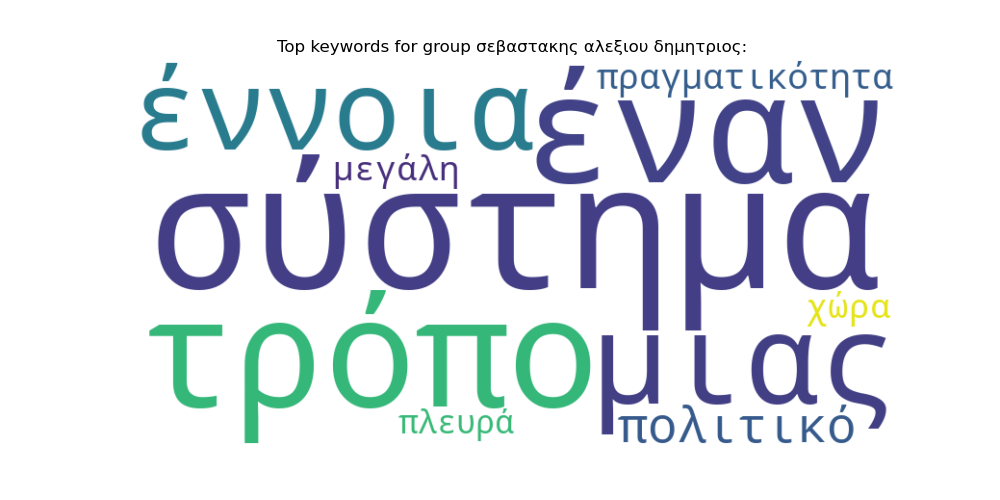 Top keywords for group σεβαστακης αλεξιου δημητριος:
έννοια
έναν
πραγματικότητα
μεγάλη
σύστημα
χώρα
τρόπο
μιας
πλευρά
πολιτικό